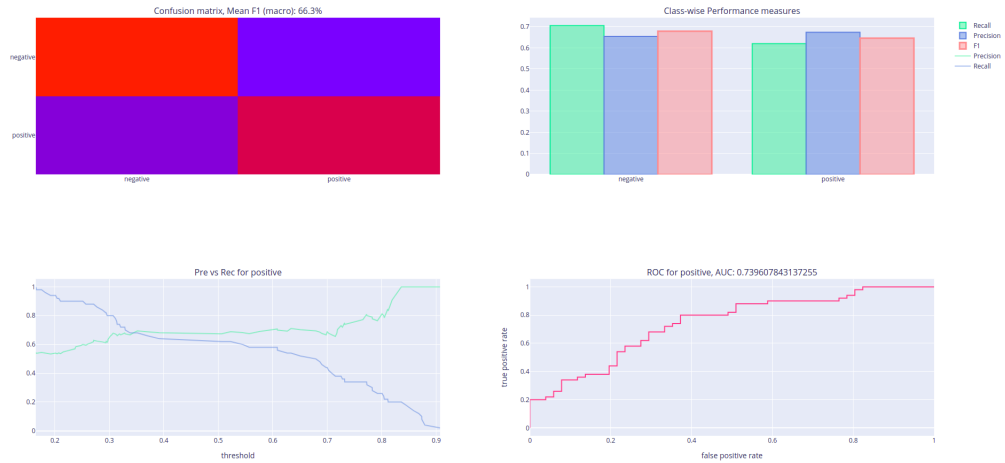 Confusion matrix, Mean F1 (macro): 66.3%
negative
positive
negative
positive
Class-wise Performance measures
0.7
0.6
0.5
0.4
0.3
0.2
0.1
0
negative
positive
Recall
Precision
F1
Precision
Recall
Pre vs Rec for positive
1
0.8
0.6
0.4
0.2
0
0.2
0.3
0.4
0.5
0.6
0.7
0.8
0.9
threshold
ROC for positive, AUC: 0.739607843137255
true positive rate
1
0.8
0.6
0.4
0.2
0
0
0.2
0.4
0.6
0.8
1
false positive rate